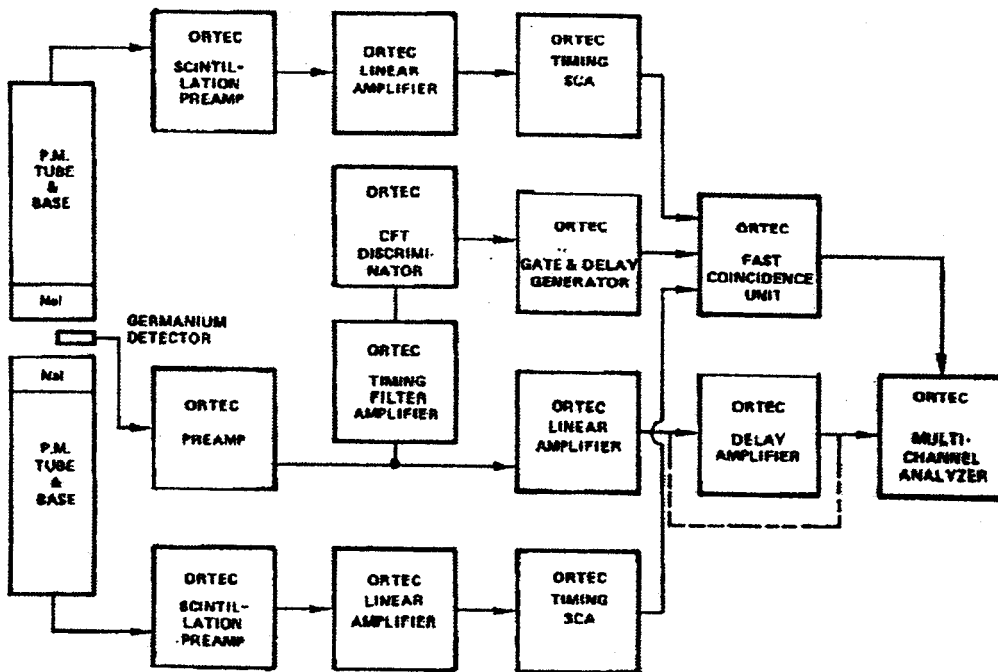 ORTEC
SCINTIL-
LATION
PREAMP
ORTEC
LINEAR
AMPLIFIER
ORTEC
TIMING
SCA
P.M.
TUBE
&
BASE
NaI
ORTEC
CFT
DISCRIMI-
NATOR
ORTEC
GATE & DELAY
GENERATOR
ORTEC
FAST
COINCIDENCE
UNIT
GERMANIUM
DETECTOR
ORTEC
TIMING
FILTER
AMPLIFIER
NaI
P.M.
TUBE
&
BASE
ORTEC
PREAMP
ORTEC
LINEAR
AMPLIFIER
ORTEC
DELAY
AMPLIFIER
ORTEC
MULTI-
CHANNEL
ANALYZER
ORTEC
SCINTIL-
LATION
PREAMP
ORTEC
LINEAR
AMPLIFIER
ORTEC
TIMING
SCA